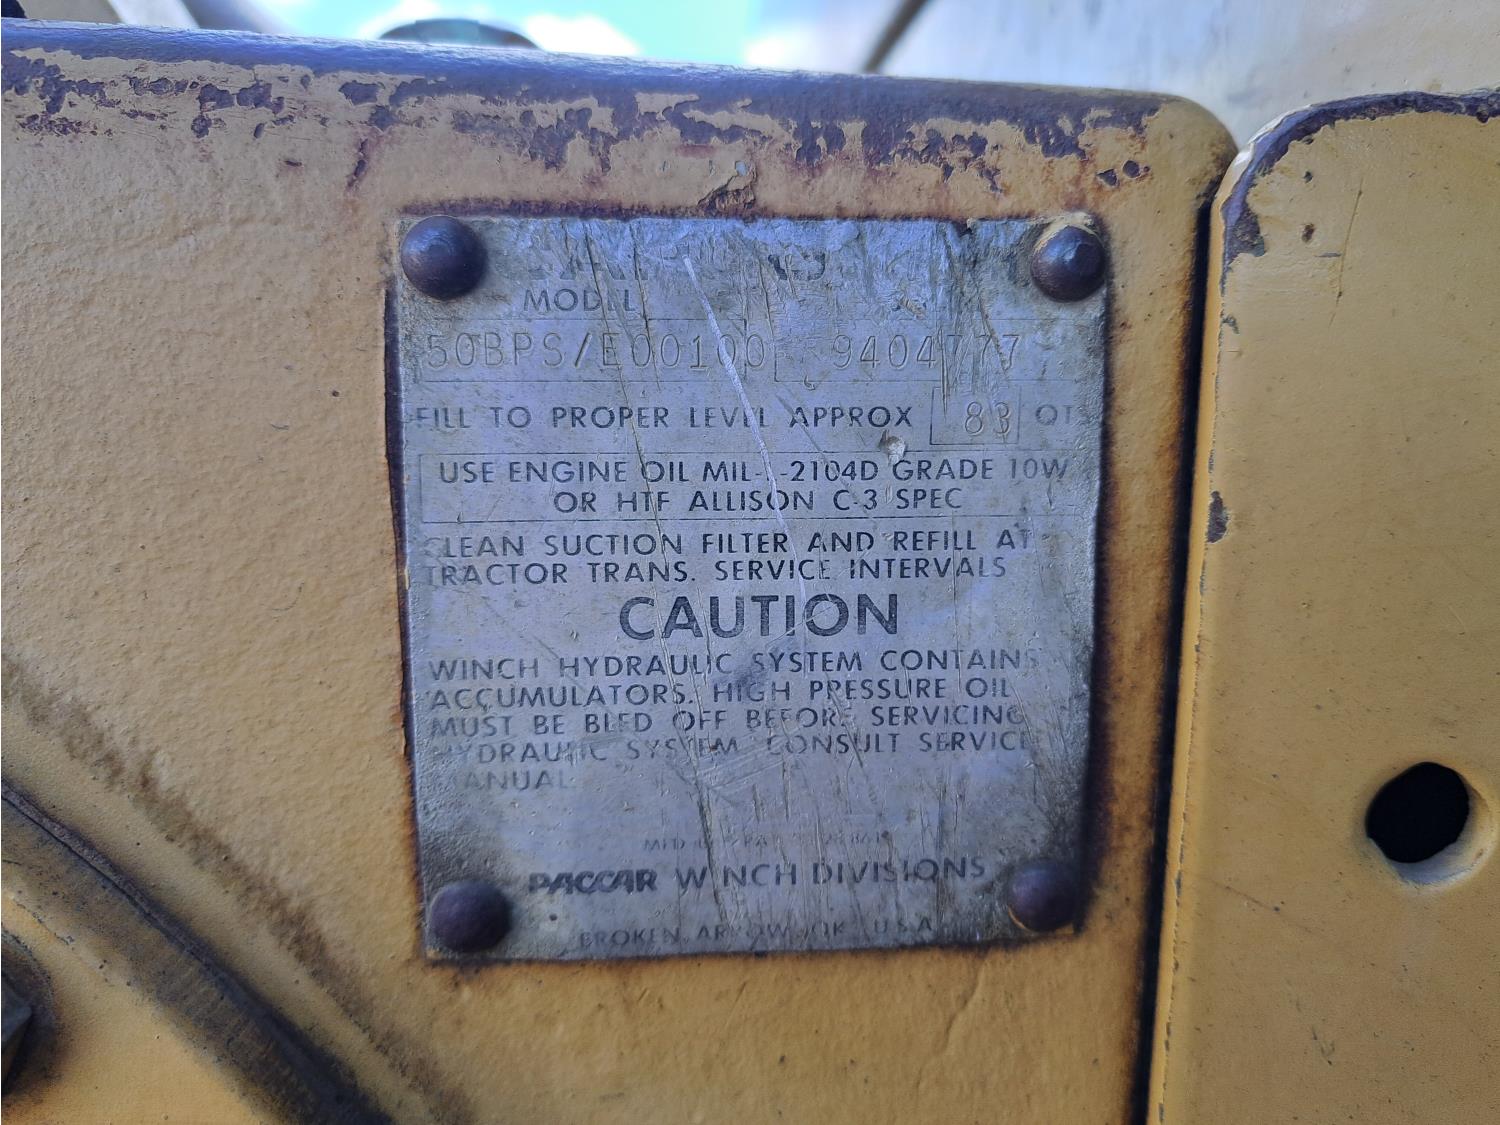 MODEL
50BPS/E00100 9404777
FILL TO PROPER LEVEL APPROX 83 QT
USE ENGINE OIL MIL-L-2104D GRADE 10W
OR HTF ALLISON C-3 SPEC
CLEAN SUCTION FILTER AND REFILL AT
TRACTOR TRANS. SERVICE INTERVALS
CAUTION
WINCH HYDRAULIC SYSTEM CONTAINS
ACCUMULATORS. HIGH PRESSURE OIL
MUST BE BLED OFF BEFORE SERVICING
HYDRAULIC SYSTEM. CONSULT SERVICE
MANUAL.
PACCAR WINCH DIVISIONS
BROKEN ARROW, OK. U.S.A.